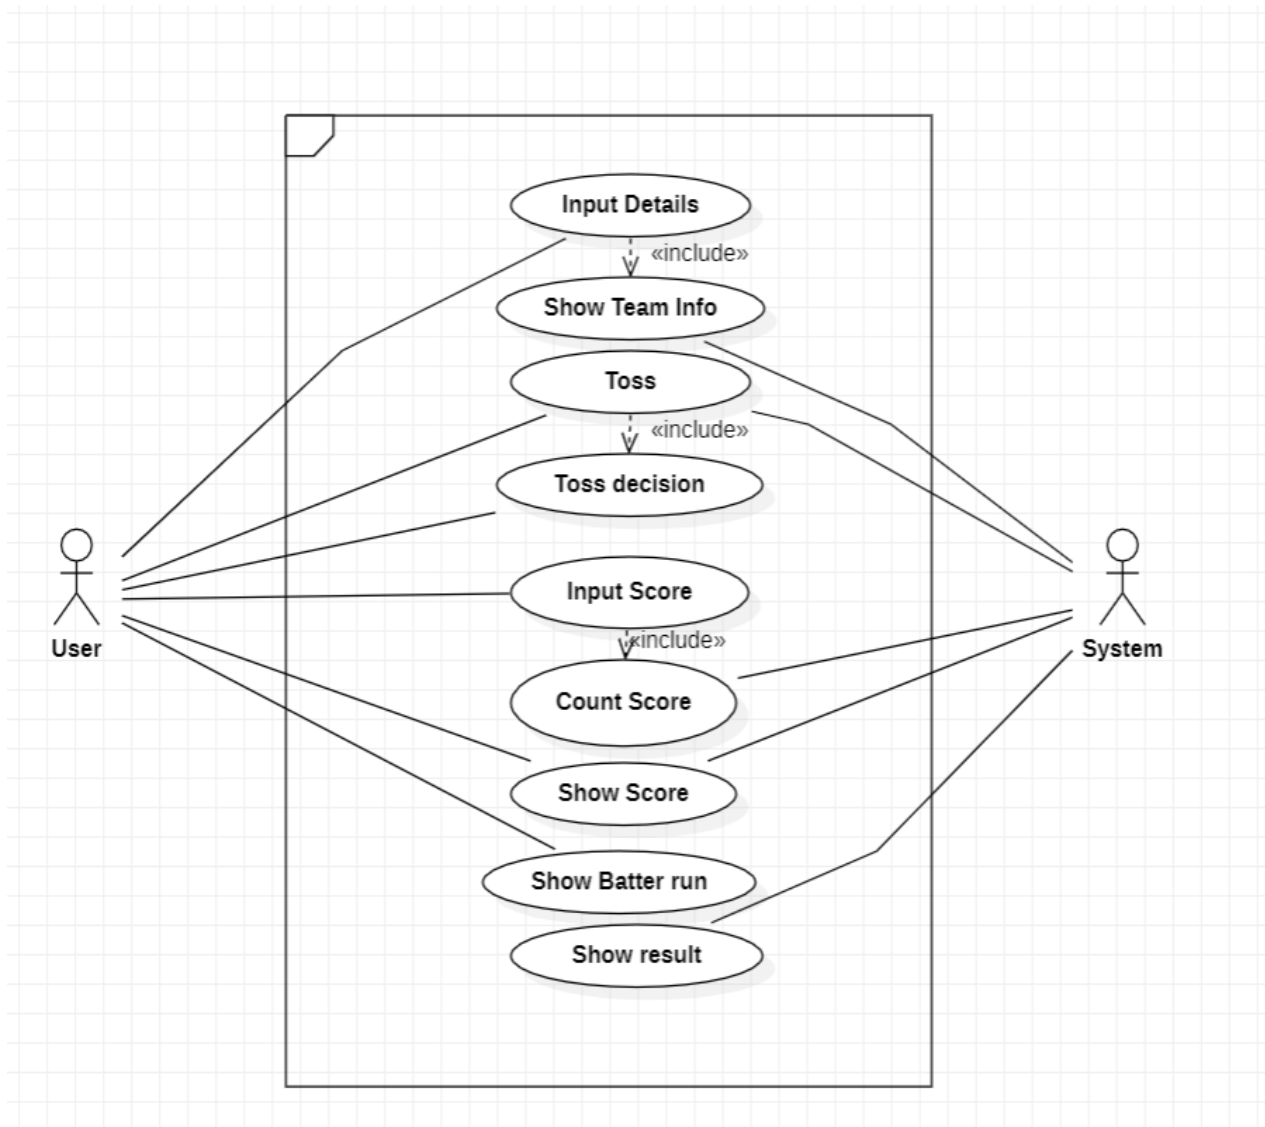 Input Details
«include»
Show Team Info
Toss
«include»
Toss decision
Input Score
«include»
User
System
Count Score
Show Score
Show Batter run
Show result